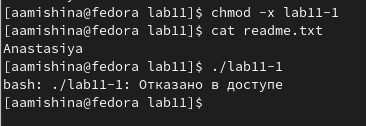 [aamishina@fedora lab11]$ chmod -x lab11-1
[aamishina@fedora lab11]$ cat readme.txt
Anastasiya
[aamishina@fedora lab11]$ ./lab11-1
bash: ./lab11-1: Отказано в доступе
[aamishina@fedora lab11]$